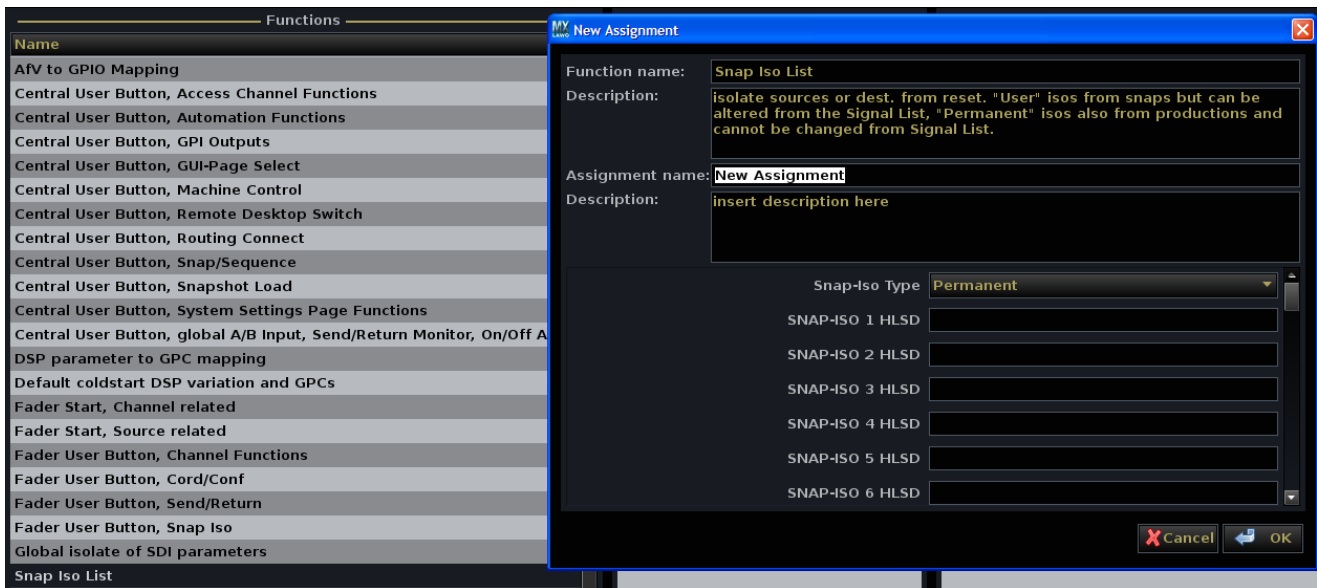 Functions
Name
AfV to GPIO Mapping
Central User Button, Access Channel Functions
Central User Button, Automation Functions
Central User Button, GPI Outputs
Central User Button, GUI-Page Select
Central User Button, Machine Control
Central User Button, Remote Desktop Switch
Central User Button, Routing Connect
Central User Button, Snap/Sequence
Central User Button, Snapshot Load
Central User Button, System Settings Page Functions
Central User Button, global A/B Input, Send/Return Monitor, On/Off A
DSP parameter to GPC mapping
Default coldstart DSP variation and GPCs
Fader Start, Channel related
Fader Start, Source related
Fader User Button, Channel Functions
Fader User Button, Cord/Conf
Fader User Button, Send/Return
Fader User Button, Snap Iso
Global isolate of SDI parameters
Snap Iso List
MX LAWO New Assignment
Function name: Snap Iso List
Description: isolate sources or dest. from reset. "User" isos from snaps but can be
altered from the Signal List, "Permanent" isos also from productions and
cannot be changed from Signal List.
Assignment name: New Assignment
Description: insert description here
Snap-Iso Type Permanent
SNAP-ISO 1 HLSD
SNAP-ISO 2 HLSD
SNAP-ISO 3 HLSD
SNAP-ISO 4 HLSD
SNAP-ISO 5 HLSD
SNAP-ISO 6 HLSD
Cancel OK